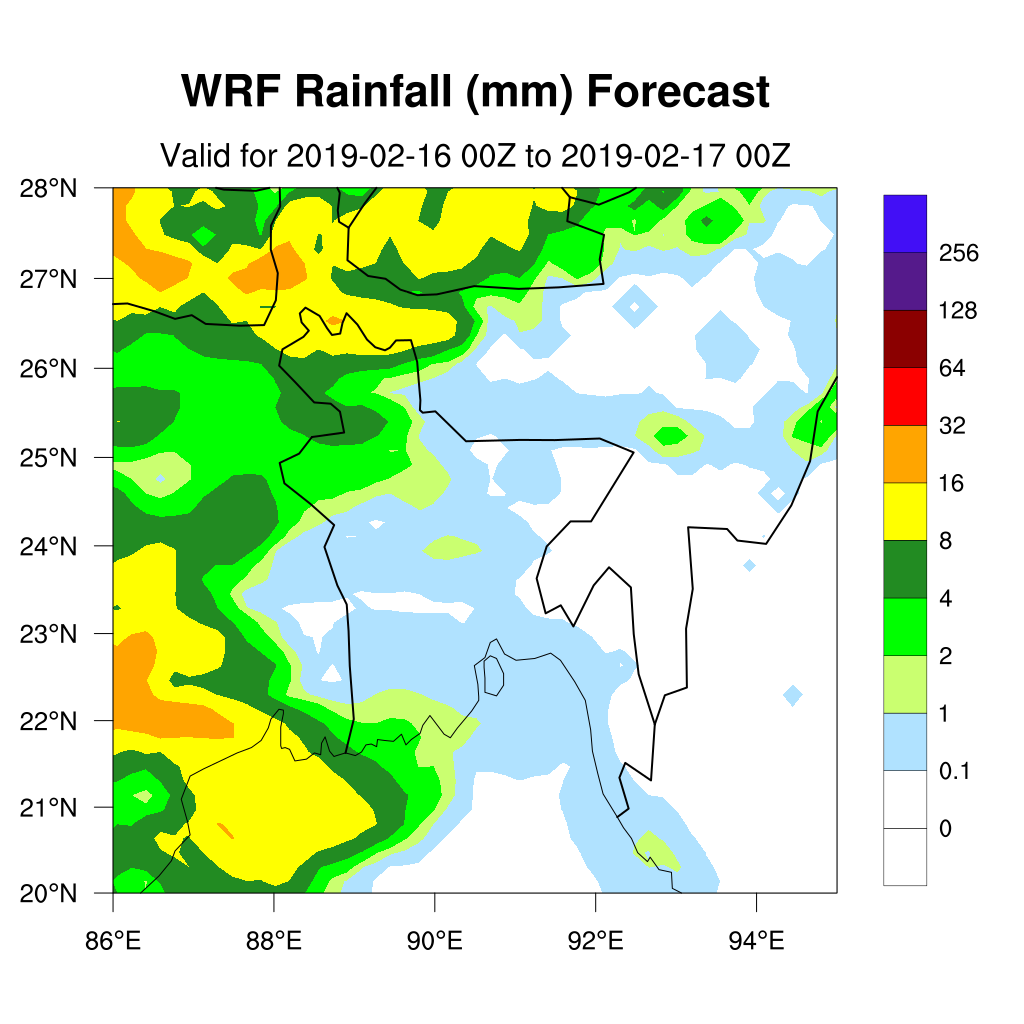 WRF Rainfall (mm) Forecast
Valid for 2019-02-16 00Z to 2019-02-17 00Z
28°N
27°N
26°N
25°N
24°N
23°N
22°N
21°N
20°N
86°E
88°E
90°E
92°E
94°E
256
128
64
32
16
8
4
2
1
0.1
0